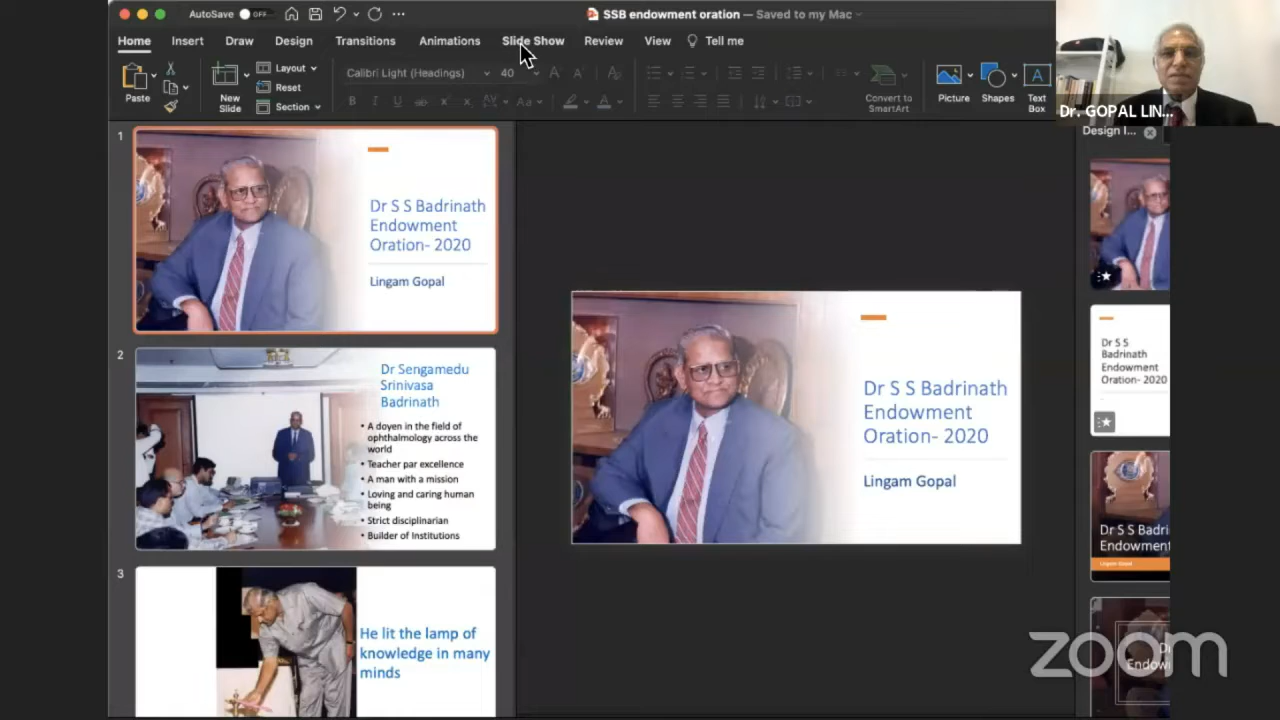 AutoSave OFF
SSB endowment oration — Saved to my Mac
Home Insert Draw Design Transitions Animations Slide Show Review View Tell me
Paste
New
Slide
Layout
Reset
Section
Calibri Light (Headings) 40
Convert to
SmartArt
Picture
Shapes
Text
Box
Dr. GOPAL LIN...
Design I...
1
Dr S S Badrinath
Endowment
Oration- 2020
Lingam Gopal
2
Dr Sengamedu
Srinivasa
Badrinath
• A doyen in the field of
ophthalmology across the
world
• Teacher par excellence
• A man with a mission
• Loving and caring human
being
• Strict disciplinarian
• Builder of Institutions
3
He lit the lamp of
knowledge in many
minds
Dr S S Badrinath
Endowment
Oration- 2020
Lingam Gopal
Dr S S
Badrinath
Endowment
Oration- 2020
Dr S S Badri
Endowment
Lingam Gopal
Endow
zoom